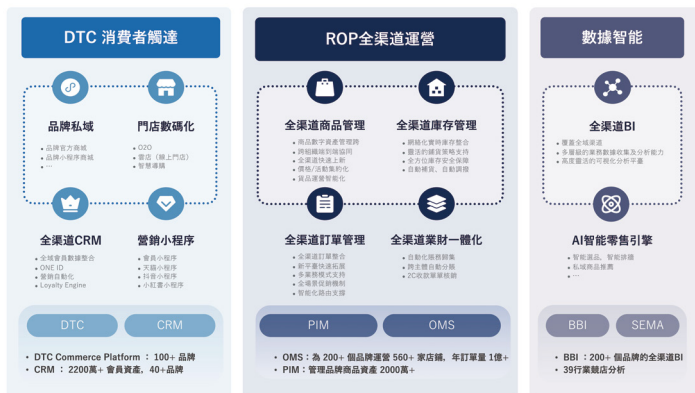 DTC 消費者觸達
品牌私域
• 品牌官方商城
• 品牌小程序商城
• ...
門店數碼化
• O2O
• 雲店（線上門店）
• 智慧導購
全渠道CRM
• 全域會員數據整合
• ONE ID
• 營銷自動化
• Loyalty Engine
營銷小程序
• 會員小程序
• 天貓小程序
• 抖音小程序
• 小紅書小程序
DTC
CRM
• DTC Commerce Platform ： 100+ 品牌
• CRM ： 2200萬+ 會員資產，40+品牌
ROP全渠道運營
全渠道商品管理
• 商品數字資產管理跨
• 跨組織端到端協同
• 全渠道快速上新
• 價格/活動集約化
• 貨品運營智能化
全渠道庫存管理
• 網絡化實時庫存整合
• 靈活的鋪貨策略支持
• 全方位庫存安全保障
• 自動補貨，自動調撥
全渠道訂單管理
• 全渠道訂單整合
• 新平臺快速拓展
• 多業務模式支持
• 全場景促銷機制
• 智能化路由支撐
全渠道業財一體化
• 自動化賬務歸集
• 跨主體自動分賬
• 2C收款單單核銷
PIM
OMS
• OMS：為 200+ 個品牌運營 560+ 家店鋪，年訂單量 1億+
• PIM：管理品牌商品資產 2000萬+
數據智能
全渠道BI
• 覆蓋全域渠道
• 多層級的業務數據收集及分析能力
• 高度靈活的可視化分析平臺
AI智能零售引擎
• 智能選品，智能排攤
• 私域商品推薦
• ...
BBI
SEMA
• BBI：200+ 個品牌的全渠道BI
• 39行業競店分析